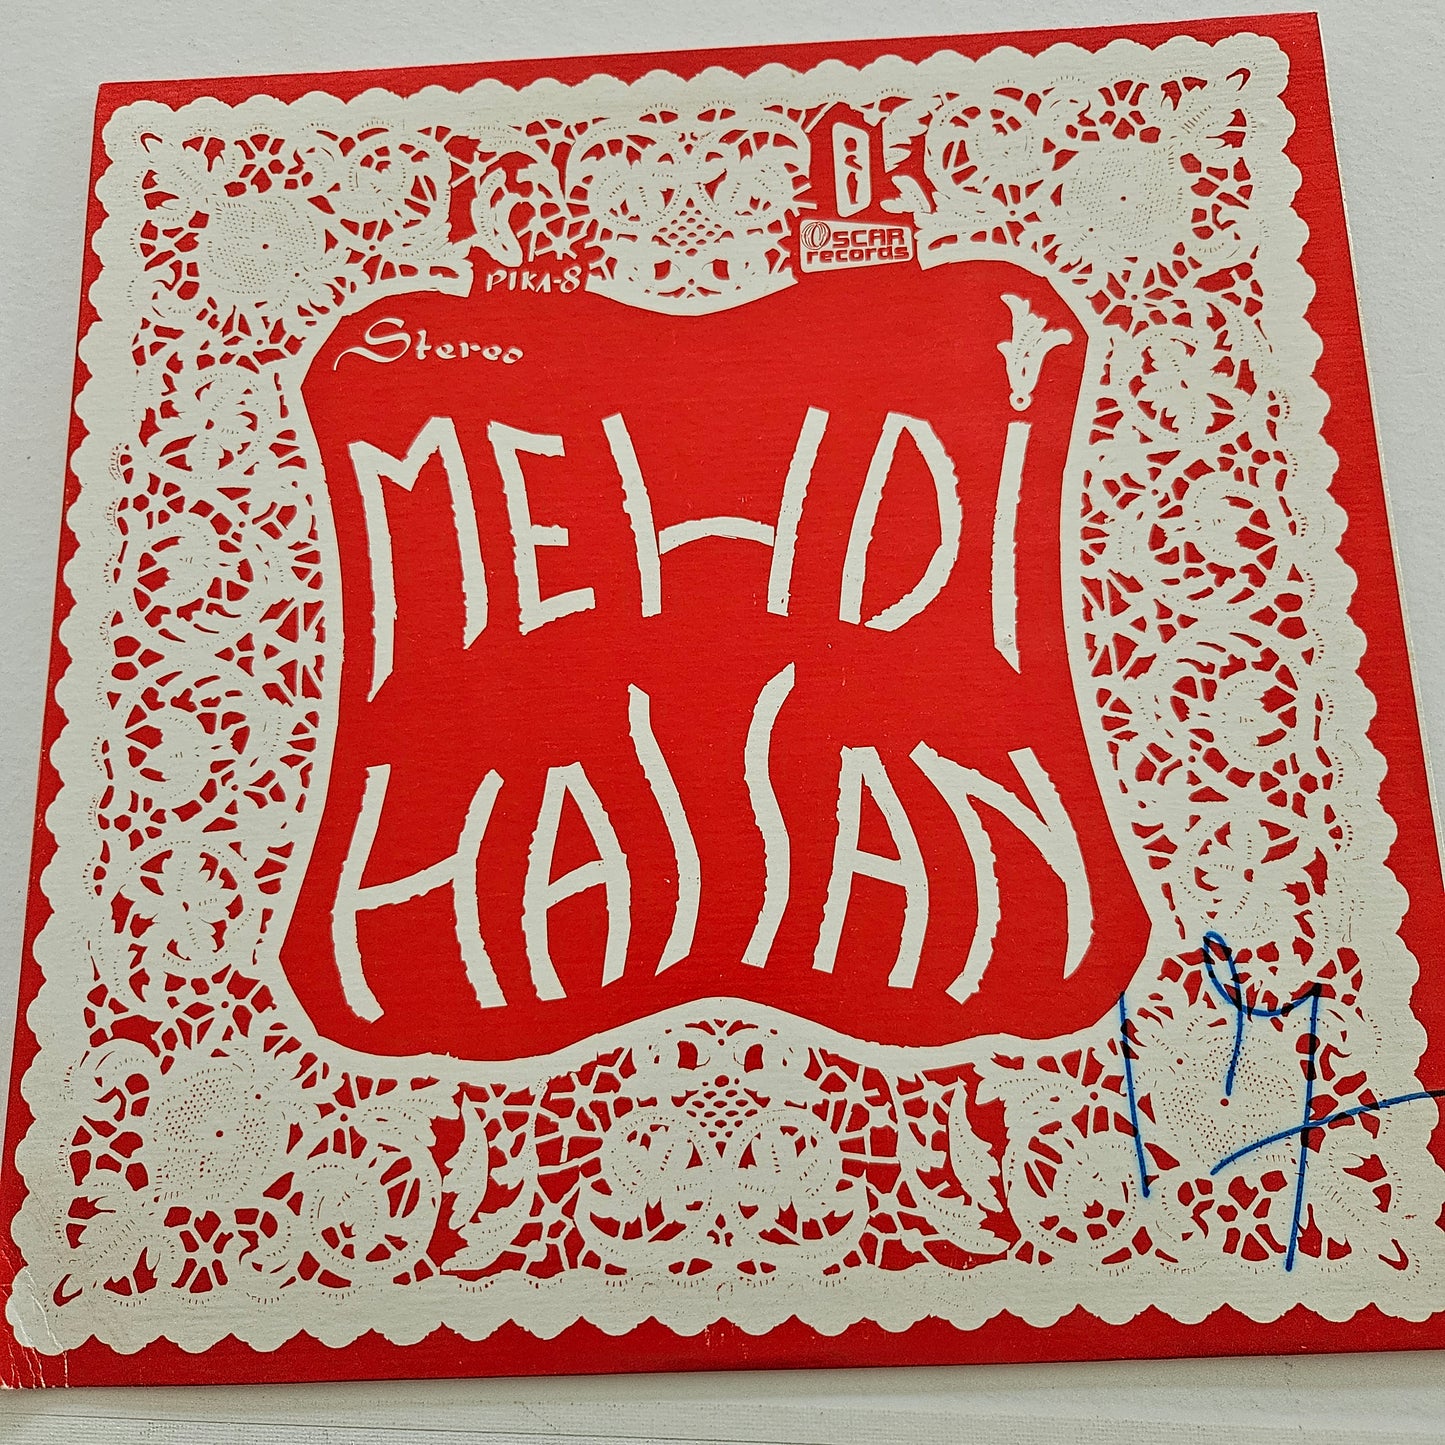 OSCAR
records
PIKA-8
Stereo
MEHDI
HASSAN